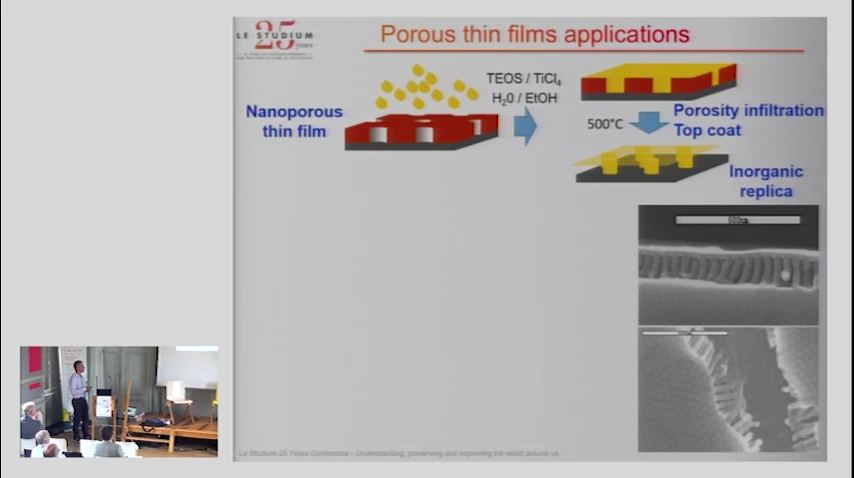 LE STUDIUM
25
years
Porous thin films applications
Nanoporous
thin film
TEOS / TiCl4
H20 / EtOH
500°C
Porosity infiltration
Top coat
Inorganic
replica
Le Studium 25 Years Conference - Understanding, preserving and improving the world around us.